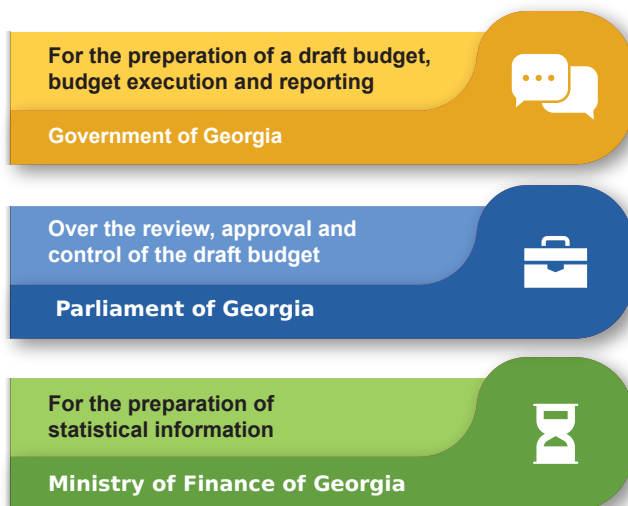 For the preperation of a draft budget,
budget execution and reporting
Government of Georgia
Over the review, approval and
control of the draft budget
Parliament of Georgia
For the preparation of
statistical information
Ministry of Finance of Georgia